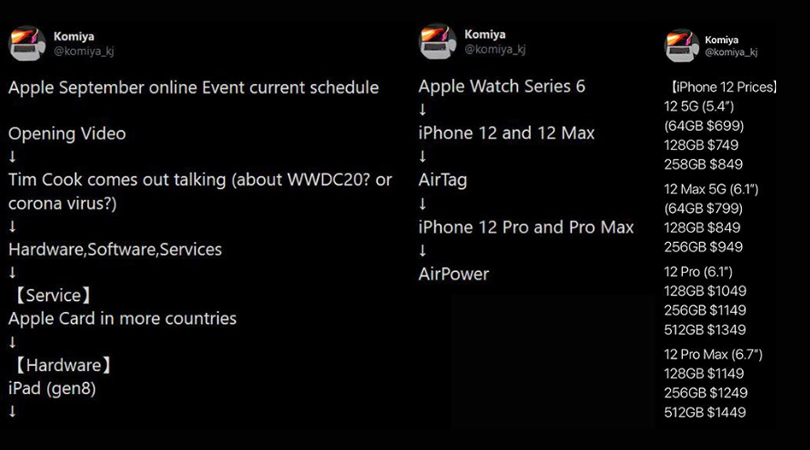 Komiya
@komiya_kj
Apple September online Event current schedule
Opening Video
↓
Tim Cook comes out talking (about WWDC20? or
corona virus?)
↓
Hardware,Software,Services
↓
【Service】
Apple Card in more countries
↓
【Hardware】
iPad (gen8)
↓
Komiya
@komiya_kj
Apple Watch Series 6
↓
iPhone 12 and 12 Max
↓
AirTag
↓
iPhone 12 Pro and Pro Max
↓
AirPower
Komiya
@komiya_kj
【iPhone 12 Prices】
12 5G (5.4”)
(64GB $699)
128GB $749
258GB $849
12 Max 5G (6.1”)
(64GB $799)
128GB $849
256GB $949
12 Pro (6.1”)
128GB $1049
256GB $1149
512GB $1349
12 Pro Max (6.7”)
128GB $1149
256GB $1249
512GB $1449